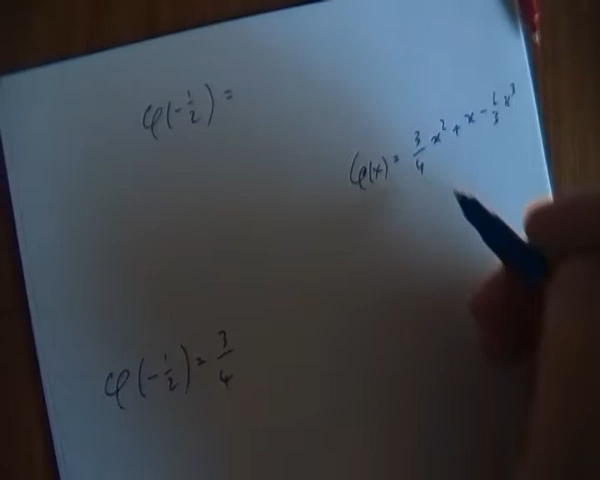 φ(-1/2) =
φ(x) = 3/4 x² + x - 1/3 x³
φ(-1/2) = 3/4